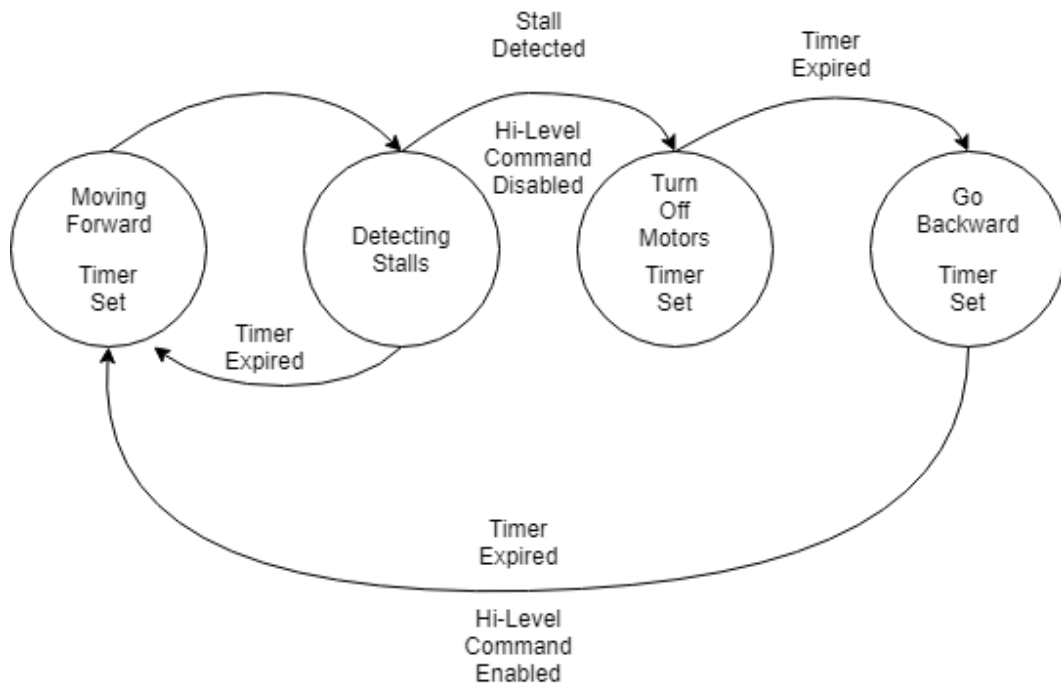 Stall
Detected
Timer
Expired
Hi-Level
Command
Disabled
Moving
Forward
Timer
Set
Detecting
Stalls
Turn
Off
Motors
Timer
Set
Go
Backward
Timer
Set
Timer
Expired
Timer
Expired
Hi-Level
Command
Enabled